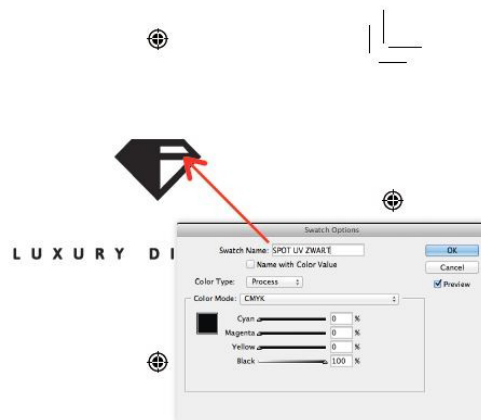 Swatch Options
LUXURY DI
Swatch Name: SPOT UV ZWART
OK
Name with Color Value
Cancel
Color Type: Process
Preview
Color Mode: CMYK
Cyan 0 %
Magenta 0 %
Yellow 0 %
Black 100 %